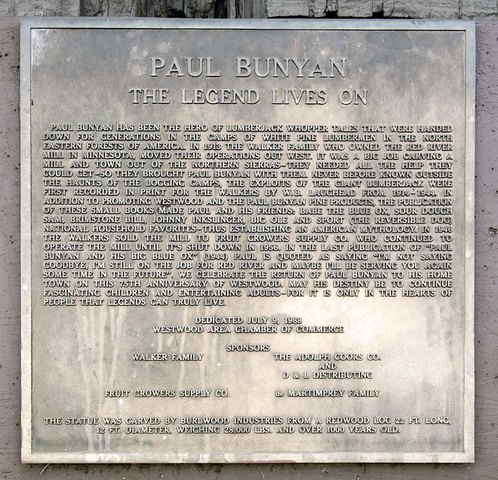 PAUL BUNYAN
THE LEGEND LIVES ON
PAUL BUNYAN HAS BEEN THE HERO OF LUMBERJACK WHOPPER TALES THAT WERE HANDED
DOWN FOR GENERATIONS IN THE CAMPS OF WHITE PINE LUMBERMEN IN THE NORTH
EASTERN FORESTS OF AMERICA. IN 1913 THE WALKER FAMILY WHO OWNED THE RED RIVER
MILL IN MINNESOTA, MOVED THEIR OPERATIONS OUT WEST. IT WAS A BIG JOB CALMING A
MILL AND TOWN OUT OF THE NORTHERN SIERRAS-THEY NEEDED ALL THE HELP THEY
COULD GET-SO THEY BROUGHT PAUL BUNYAN WITH THEM. NEVER BEFORE KNOWN OUTSIDE
THE HAUNTS OF THE LOGGING CAMPS, THE EXPLOITS OF THE GIANT LUMBERJACK WERE
FIRST RECORDED IN PRINT FOR THE WALKERS BY W.B. LAUGHEAD FROM 1914-1944. IN
ADDITION TO PROMOTING WESTWOOD AND THE PAUL BUNYAN PINE PRODUCTS, THE PUBLICATION
OF THESE SMALL BOOKS MADE PAUL AND HIS FRIENDS: BABE THE BLUE OX, SOUR DOUGH
SAM, BRIMSTONE BILL, JOHNNY INKSLINGER, BIG OLE AND SPORT (THE REVERSIBLE DOG)
NATIONAL HOUSEHOLD FAVORITES-THUS ESTABLISHING AN AMERICAN MYTHOLOGY. IN 1946
THE WALKERS SOLD THE MILL TO FRUIT GROWERS SUPPLY CO. WHO CONTINUED TO
OPERATE THE MILL UNTIL IT'S SHUT DOWN IN 1956. IN THE LAST PUBLICATION OF "PAUL
BUNYAN AND HIS BIG BLUE OX" (1944) PAUL IS QUOTED AS SAYING "I'M NOT SAYING
GOODBYE, I'M STILL ON THE JOB FOR RED RIVER AND MAYBE I'LL BE SERVING YOU AGAIN
SOME TIME IN THE FUTURE". WE CELEBRATE THE RETURN OF PAUL BUNYAN TO HIS HOME
TOWN ON THIS 75TH ANNIVERSARY OF WESTWOOD. MAY HIS DESTINY BE TO CONTINUE
FASCINATING CHILDREN AND ENTERTAINING ADULTS-FOR IT IS ONLY IN THE HEARTS OF
PEOPLE THAT LEGENDS CAN TRULY LIVE.
DEDICATED JULY 9, 1988
WESTWOOD AREA CHAMBER OF COMMERCE
SPONSORS
WALKER FAMILY
THE ADOLPH COORS CO.
AND
D & L DISTRIBUTING
FRUIT GROWERS SUPPLY CO.
de MARTIMPREY FAMILY
THE STATUE WAS CARVED BY BURLWOOD INDUSTRIES FROM A REDWOOD LOG 22 FT. LONG,
12 FT. DIAMETER, WEIGHING 28,000 LBS. AND OVER 1000 YEARS OLD.